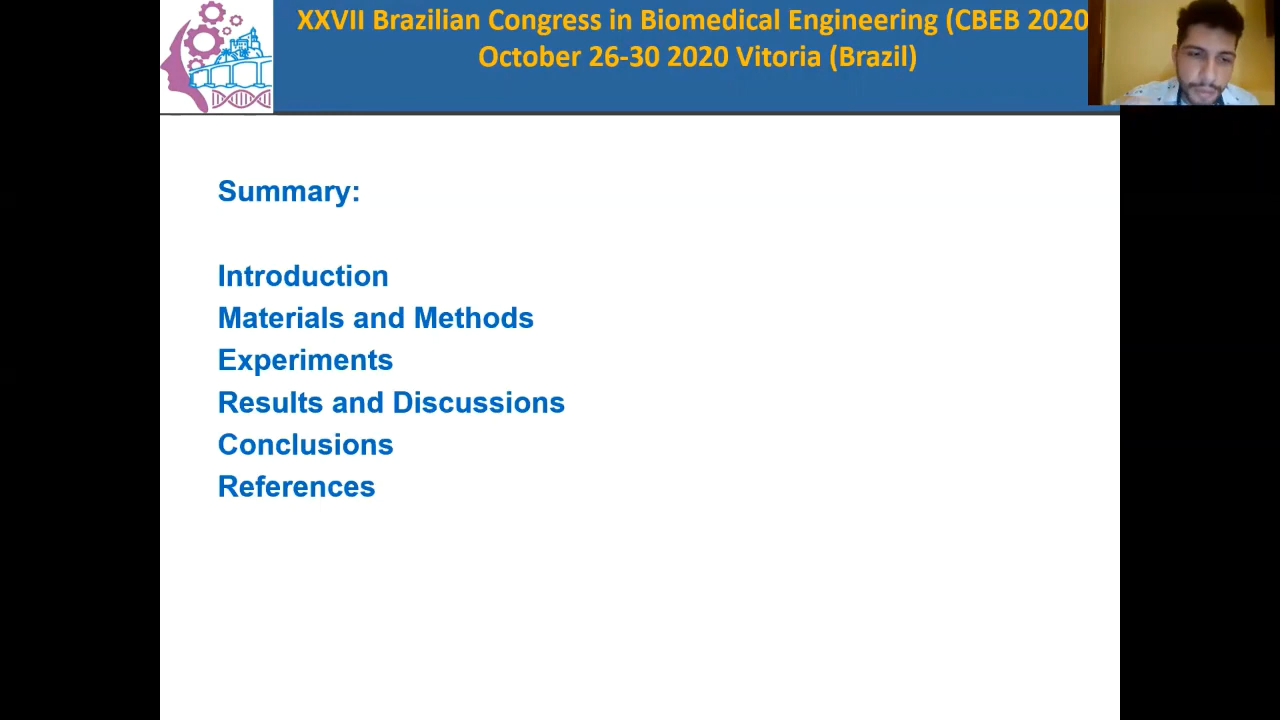 XXVII Brazilian Congress in Biomedical Engineering (CBEB 2020
October 26-30 2020 Vitoria (Brazil)
Summary:
Introduction
Materials and Methods
Experiments
Results and Discussions
Conclusions
References